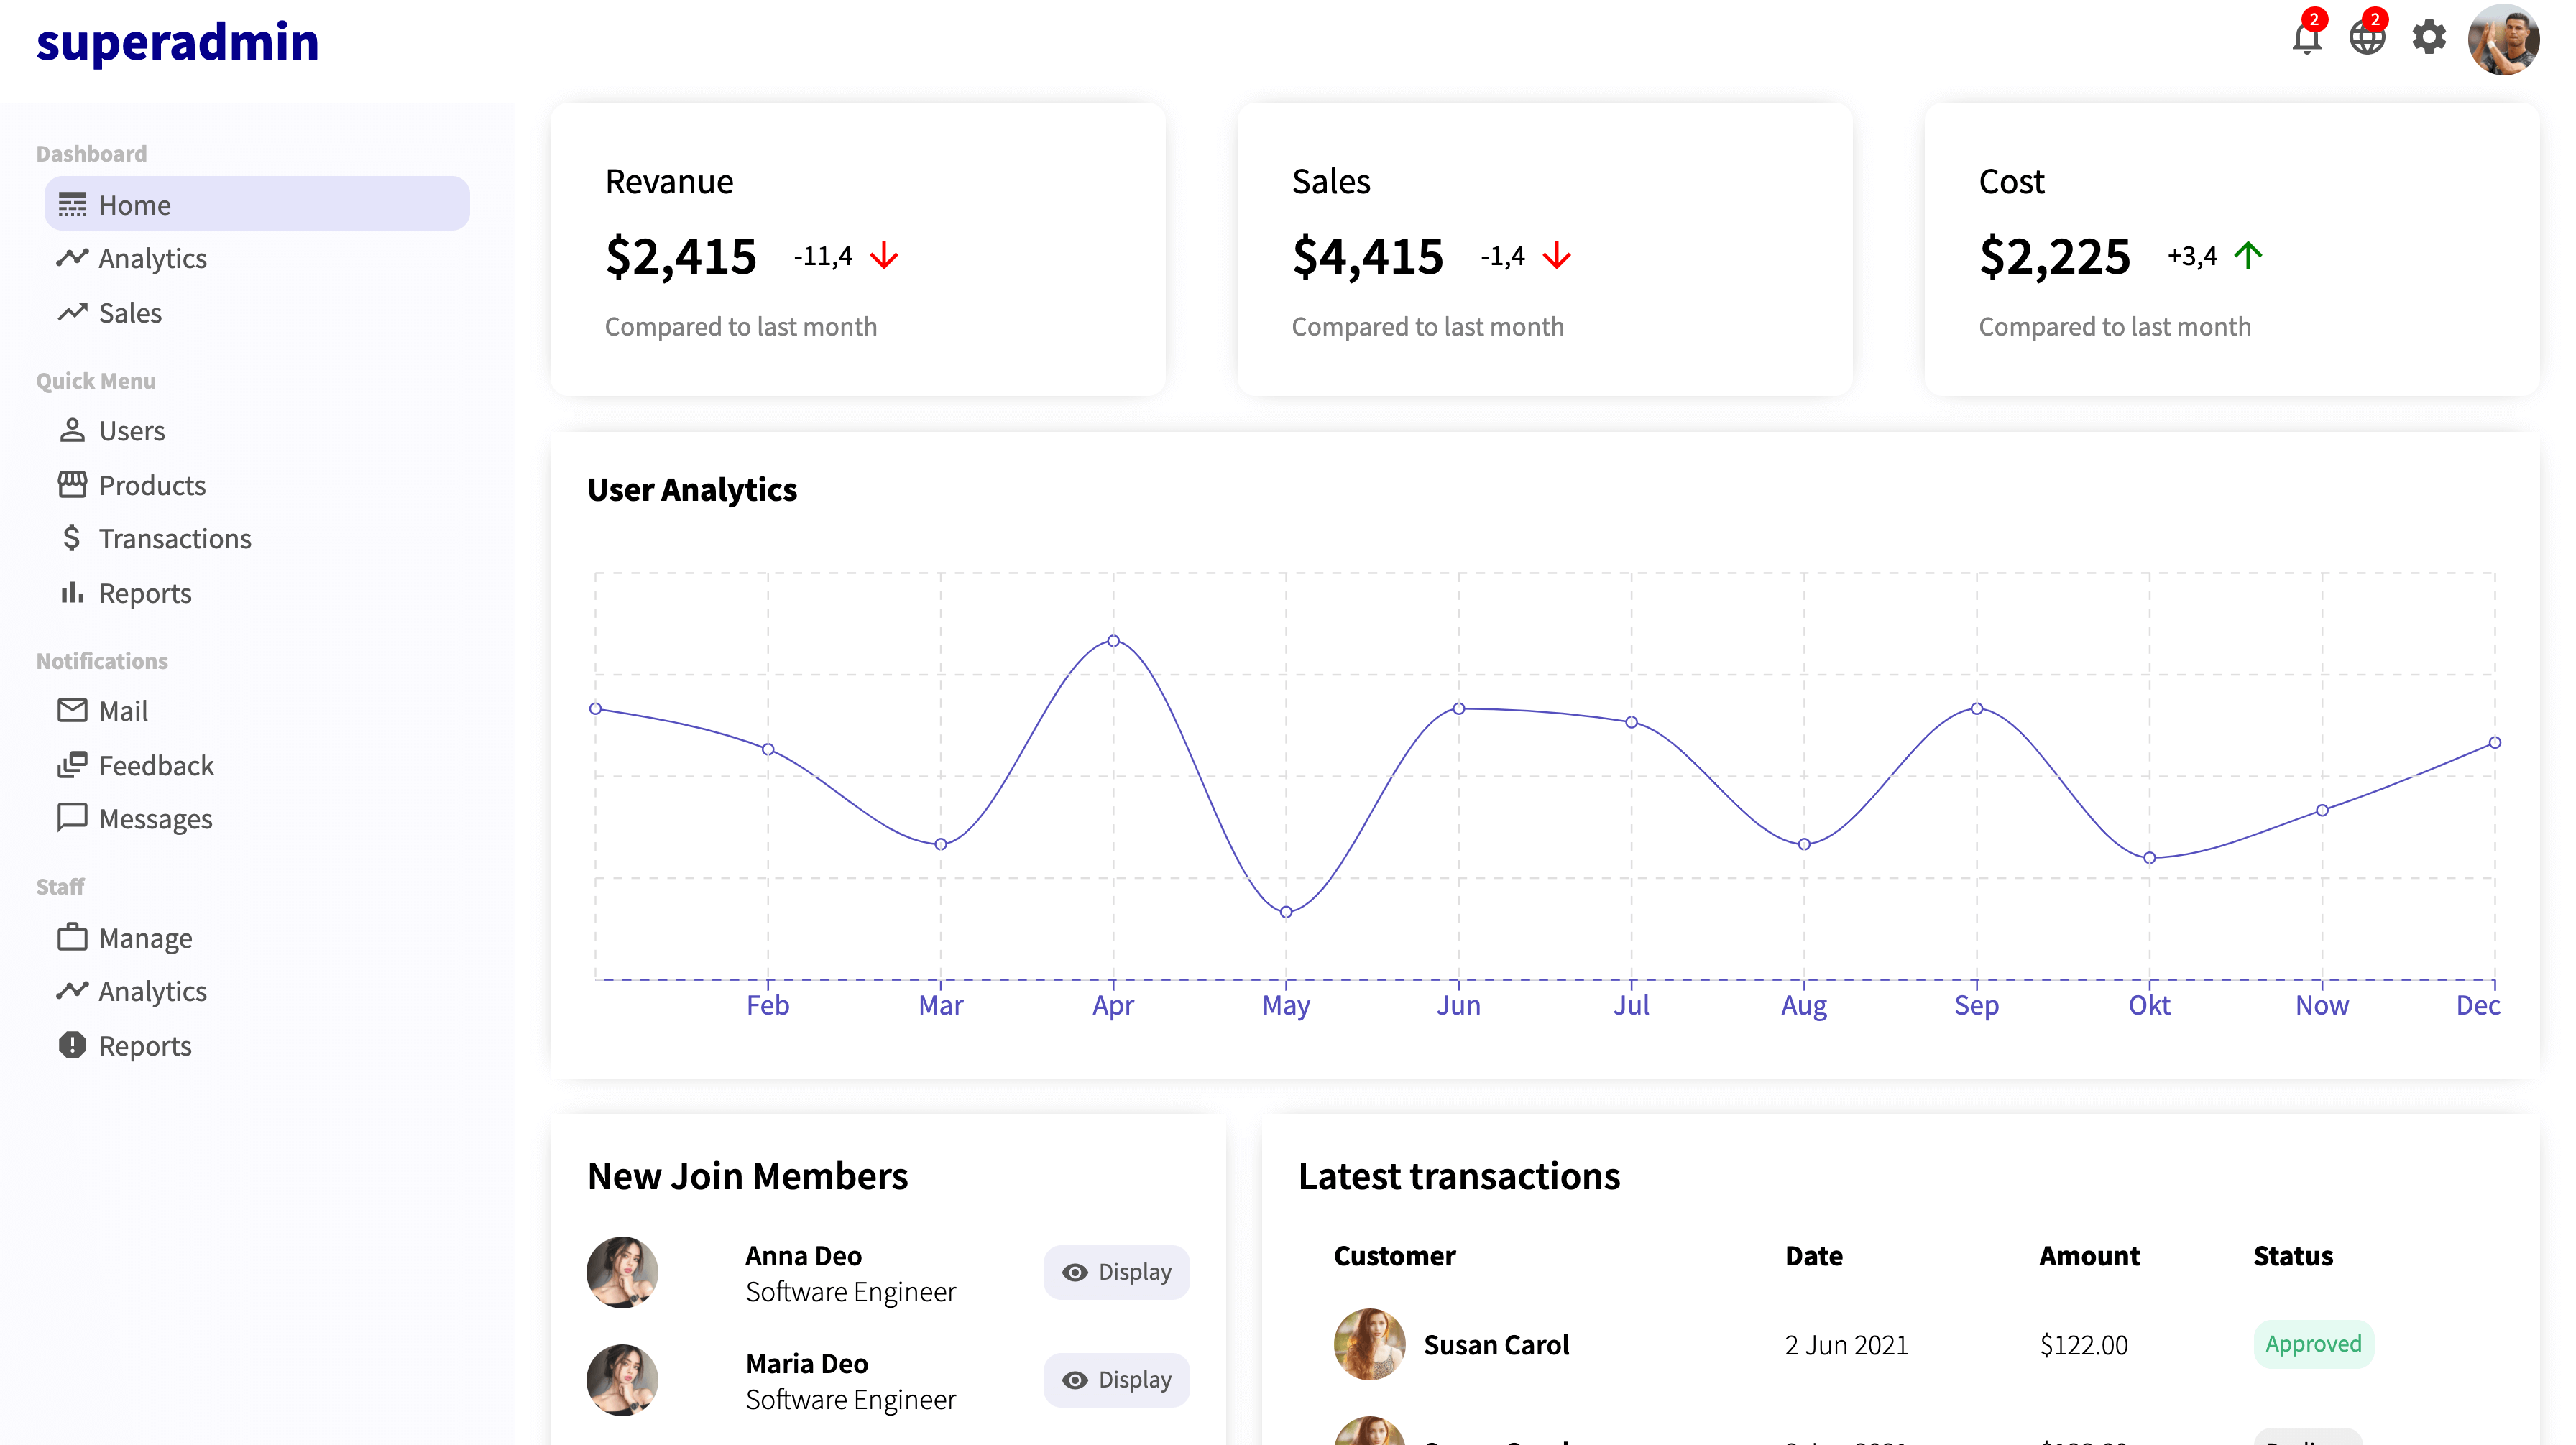 superadmin
2
2
Dashboard
Home
Analytics
Sales
Quick Menu
Users
Products
Transactions
Reports
Notifications
Mail
Feedback
Messages
Staff
Manage
Analytics
Reports
Revanue
$2,415 -11,4
Compared to last month
Sales
$4,415 -1,4
Compared to last month
Cost
$2,225 +3,4
Compared to last month
User Analytics
Feb Mar Apr May Jun Jul Aug Sep Okt Now Dec
New Join Members
Anna Deo
Software Engineer
Display
Maria Deo
Software Engineer
Display
Latest transactions
Customer Date Amount Status
Susan Carol 2 Jun 2021 $122.00 Approved